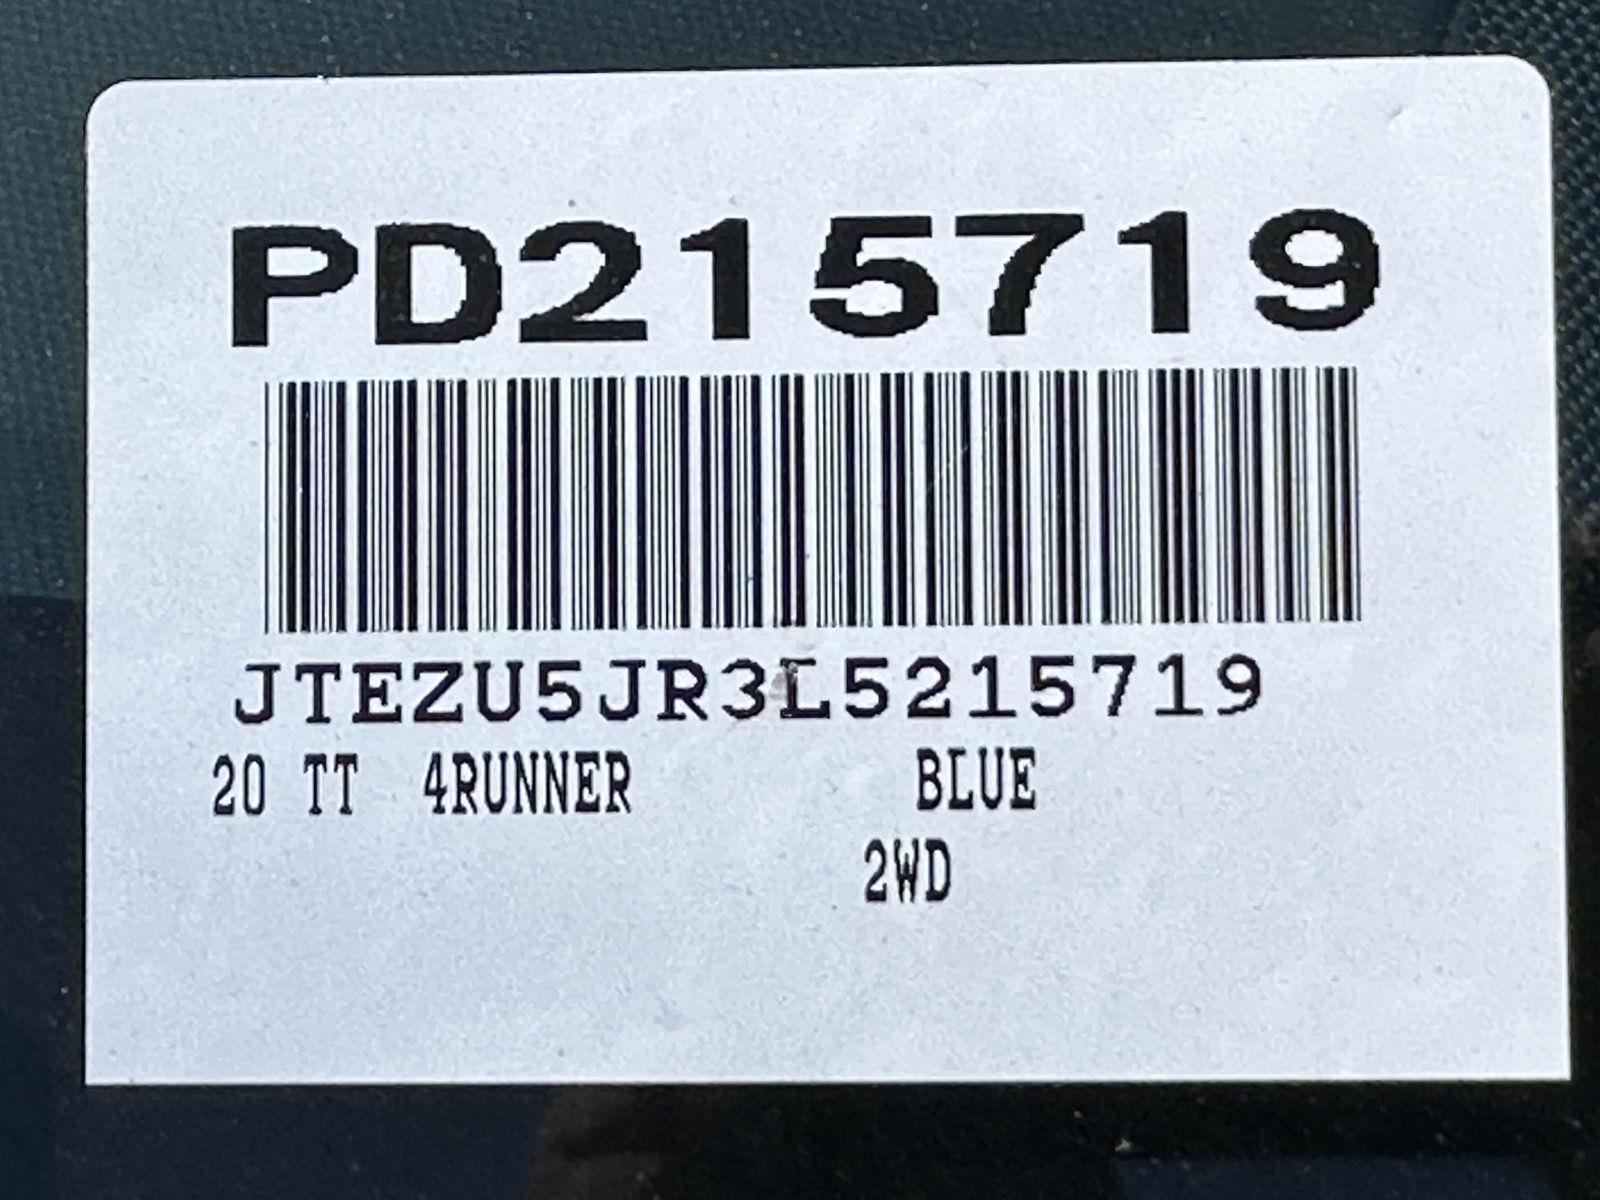 PD215719
JTEZU5JR3L5215719
20 TT 4RUNNER BLUE
2WD